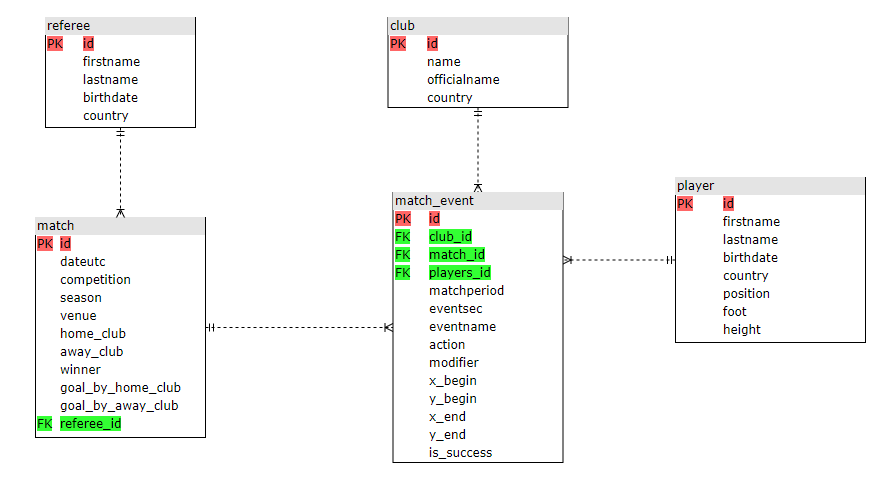 referee
PK id
firstname
lastname
birthdate
country
club
PK id
name
officialname
country
match
PK id
dateutc
competition
season
venue
home_club
away_club
winner
goal_by_home_club
goal_by_away_club
FK referee_id
match_event
PK id
FK club_id
FK match_id
FK players_id
matchperiod
eventsec
eventname
action
modifier
x_begin
y_begin
x_end
y_end
is_success
player
PK id
firstname
lastname
birthdate
country
position
foot
height